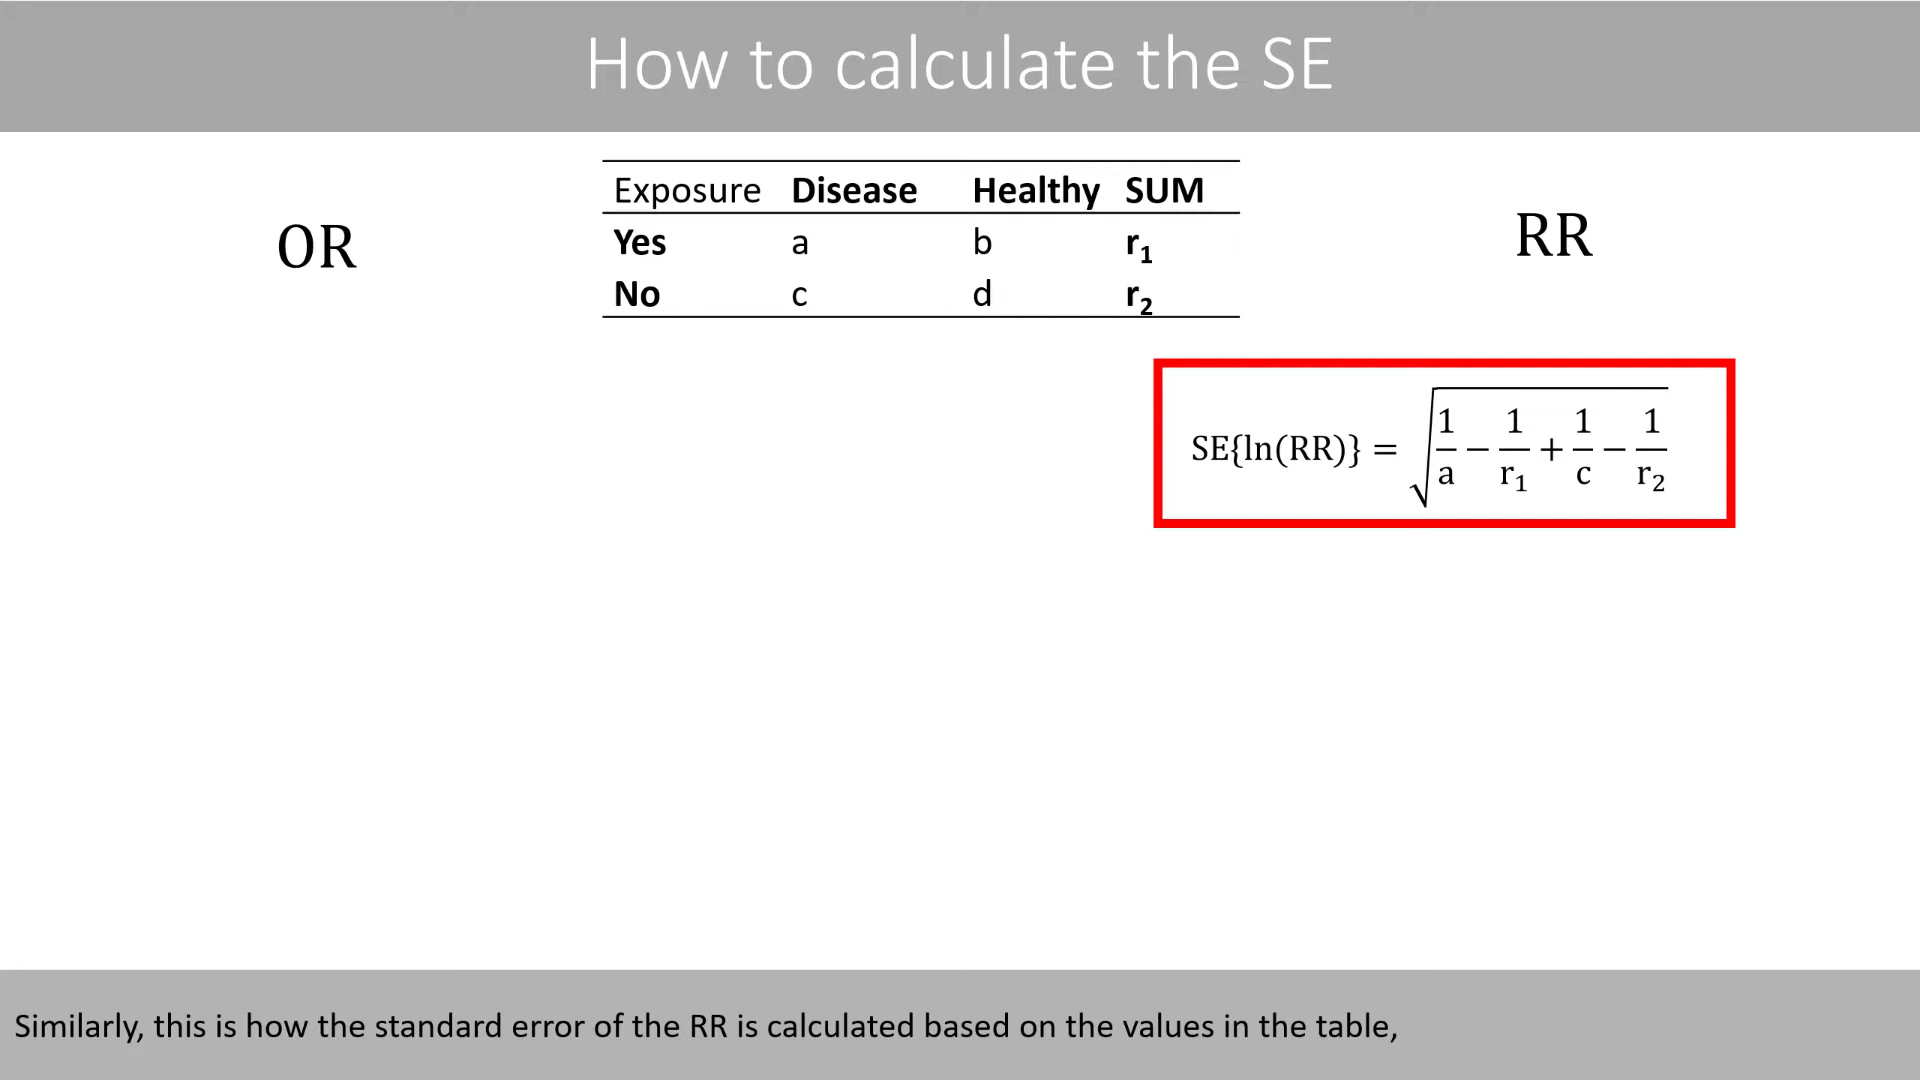 How to calculate the SE
OR
Exposure Disease Healthy SUM
Yes a b r₁
No c d r₂
RR
SE{ln(RR)} = √(1/a − 1/r₁ + 1/c − 1/r₂)
Similarly, this is how the standard error of the RR is calculated based on the values in the table,